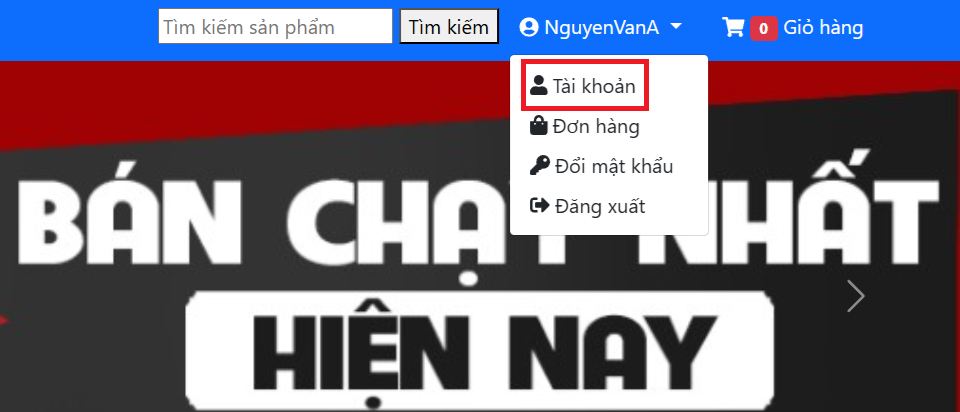 Tìm kiếm sản phẩm Tìm kiếm NguyenVanA 0 Giỏ hàng
Tài khoản
Đơn hàng
Đổi mật khẩu
Đăng xuất
BÁN CHẠY NHẤT
HIỆN NAY